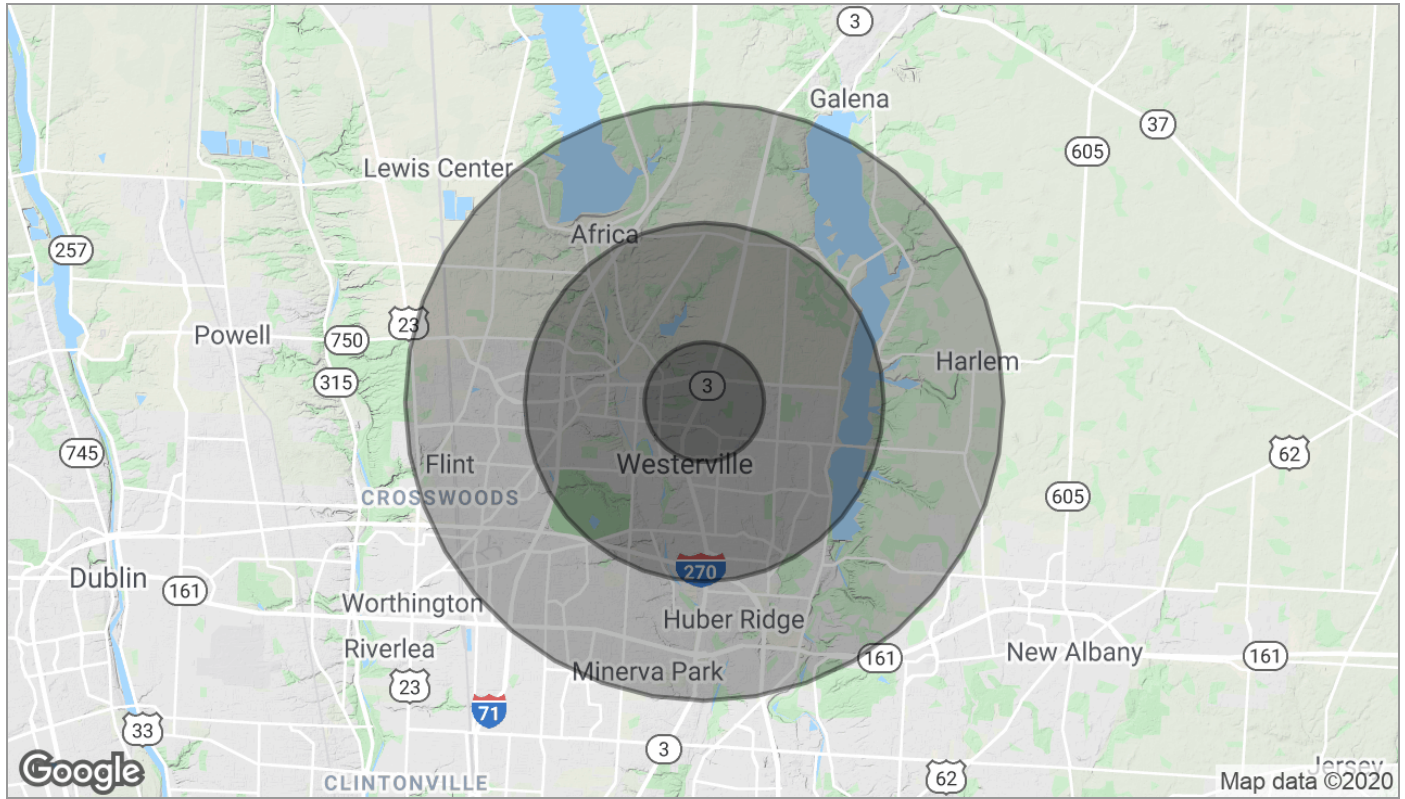 3
Galena
37
605
Lewis Center
Africa
257
23
Powell
750
315
3
Harlem
745
Flint
Westerville
62
CROSSWOODS
605
270
Dublin
161
Worthington
Huber Ridge
Riverlea
New Albany
161
161
Minerva Park
23
71
33
3
Google
CLINTONVILLE
62
Jersey
Map data ©2020